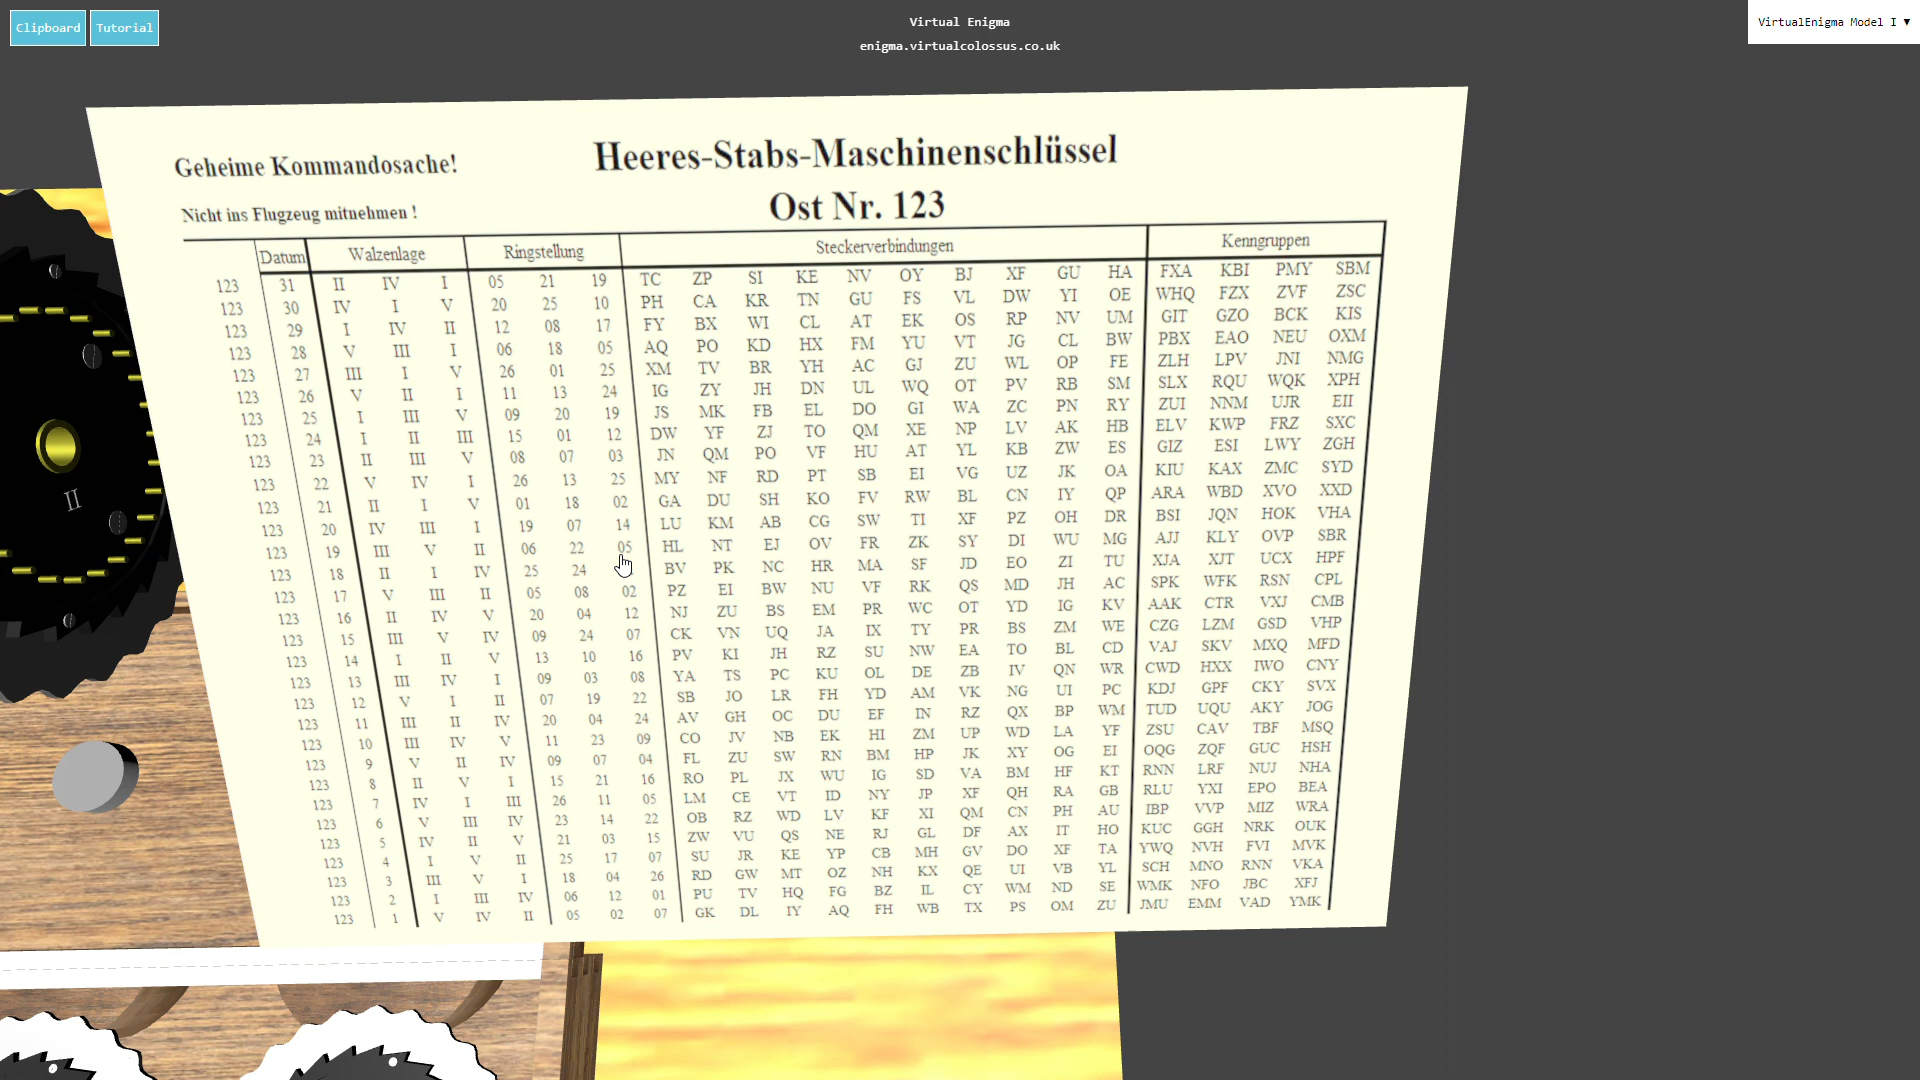 Clipboard
Tutorial
Virtual Enigma
enigma.virtualcolossus.co.uk
VirtualEnigma Model I ▼
Geheime Kommandosache!
Heeres-Stabs-Maschinenschlüssel
Nicht ins Flugzeug mitnehmen !
Ost Nr. 123
Datum Walzenlage Ringstellung Steckerverbindungen Kenngruppen
123 31 II IV I 05 21 19 TC ZP SI KE NV OY BJ XF GU HA FXA KBI PMY SBM
123 30 IV I V 20 25 10 PH CA KR TN GU FS VL DW YI OE WHQ FZX ZVF ZSC
123 29 I IV II 12 08 17 FY BX WI CL AT EK OS RP NV UM GIT GZO BCK KIS
123 28 V III I 06 18 05 AQ PO KD HX FM YU VT JG CL BW PBX EAO NEU OXM
123 27 III I V 26 01 25 XM TV BR YH AC GJ ZU WL OP FE ZLH LPV JNI NMG
123 26 V II I 11 13 24 IG ZY JH DN UL WQ OT PV RB SM SLX RQU WQK XPH
123 25 I III V 09 20 19 JS MK FB EL DO GI WA ZC PN RY ZUI NNM UJR EII
123 24 I II III 15 01 12 DW YF ZJ TO QM XE NP LV AK HB ELV KWP FRZ SXC
123 23 II III V 08 07 03 JN QM PO VF HU AT YL KB ZW ES GIZ ESI LWY ZGH
123 22 V IV I 26 13 25 MY NF RD PT SB EI VG UZ JK OA KIU KAX ZMC SYD
123 21 II I V 01 18 02 GA DU SH KO FV RW BL CN IY QP ARA WBD XVO XXD
123 20 IV III I 19 07 14 LU KM AB CG SW TI XF PZ OH DR BSI JQN HOK VHA
123 19 III V II 06 22 05 HL NT EJ OV FR ZK SY DI WU MG AJJ KLY OVP SBR
123 18 II I IV 25 24 BV PK NC HR MA SF JD EO ZI TU XJA XJT UCX HPF
123 17 V III II 05 08 02 PZ EI BW NU VF RK QS MD JH AC SPK WFK RSN CPL
123 16 II IV V 20 04 12 NJ ZU BS EM PR WC OT YD IG KV AAK CTR VXJ CMB
123 15 III V IV 09 24 07 CK VN UQ JA IX TY PR BS ZM WE CZG LZM GSD VHP
123 14 I II V 13 10 16 PV KI JH RZ SU NW EA TO BL CD VAJ SKV MXQ MFD
123 13 III IV I 09 03 08 YA TS PC KU OL DE ZB IV QN WR CWD HXX IWO CNY
123 12 V I II 07 19 22 SB JO LR FH YD AM VK NG UI PC KDJ GPF CKY SVX
123 11 III II IV 20 04 24 AV GH OC DU EF IN RZ QX BP WM TUD UQU AKY JOG
123 10 III IV V 11 23 09 CO JV NB EK HI ZM UP WD LA YF ZSU CAV TBF MSQ
123 9 V II IV 09 07 04 FL ZU SW RN BM HP JK XY OG EI OQG ZQF GUC HSH
123 8 II V I 15 21 16 RO PL JX WU IG SD VA BM HF KT RNN LRF NUJ NHA
123 7 IV I III 26 11 05 LM CE VT ID NY JP XF QH RA GB RLU YXI EPO BEA
123 6 V III IV 23 14 22 OB RZ WD LV KF XI QM CN PH AU IBP VVP MIZ WRA
123 5 IV II V 21 03 15 ZW VU QS NE RJ GL DF AX IT HO KUC GGH NRK OUK
123 4 I V II 25 17 07 SU JR KE YP CB MH GV DO XF TA YWQ NVH FVI MVK
123 3 III V I 18 04 26 RD GW MT OZ NH KX QE UI VB YL SCH MNO RNN VKA
123 2 I III IV 06 12 01 PU TV HQ FG BZ IL CY WM ND SE WMK NFO JBC XFJ
123 1 V IV II 05 02 07 GK DL IY AQ FH WB TX PS OM ZU JMU EMM VAD YMK
II